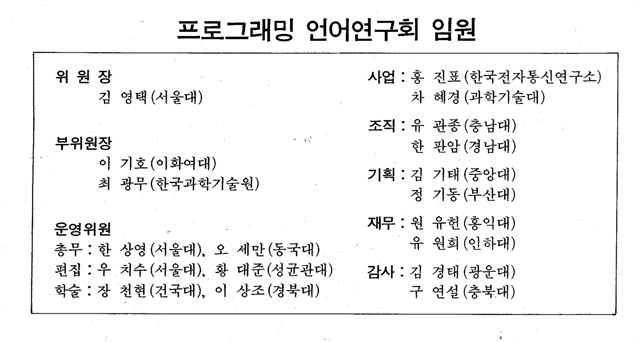 프로그래밍 언어연구회 임원
위 원 장
김 영택(서울대)
부위원장
이 기호(이화여대)
최 광무(한국과학기술원)
운영위원
총무 : 한 상영(서울대), 오 세만(동국대)
편집 : 우 치수(서울대), 황 대준(성균관대)
학술 : 장 천현(건국대), 이 상조(경북대)
사업 : 홍 진표(한국전자통신연구소)
차 혜경(과학기술대)
조직 : 유 관종(충남대)
한 판암(경남대)
기획 : 김 기태(중앙대)
정 기동(부산대)
재무 : 원 유헌(홍익대)
유 원희(인하대)
감사 : 김 경태(광운대)
구 연설(충북대)